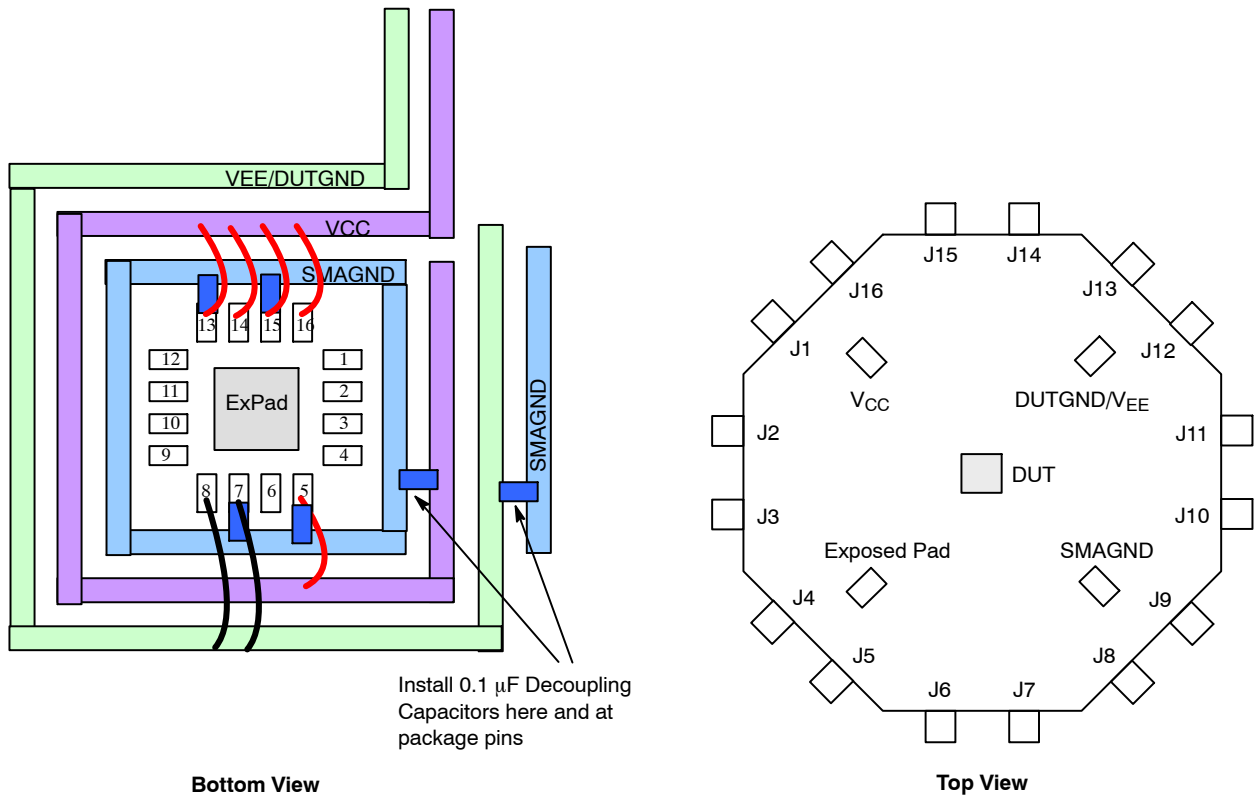 VEE/DUTGND
VCC
SMAGND
13
14
15
16
12
1
11
2
ExPad
10
3
9
4
8
7
6
5
SMAGND
Install 0.1 μF Decoupling
Capacitors here and at
package pins
Bottom View
J15
J14
J16
J13
J1
J12
VCC
DUTGND/VEE
J2
J11
DUT
J3
J10
Exposed Pad
SMAGND
J4
J9
J5
J8
J6
J7
Top View